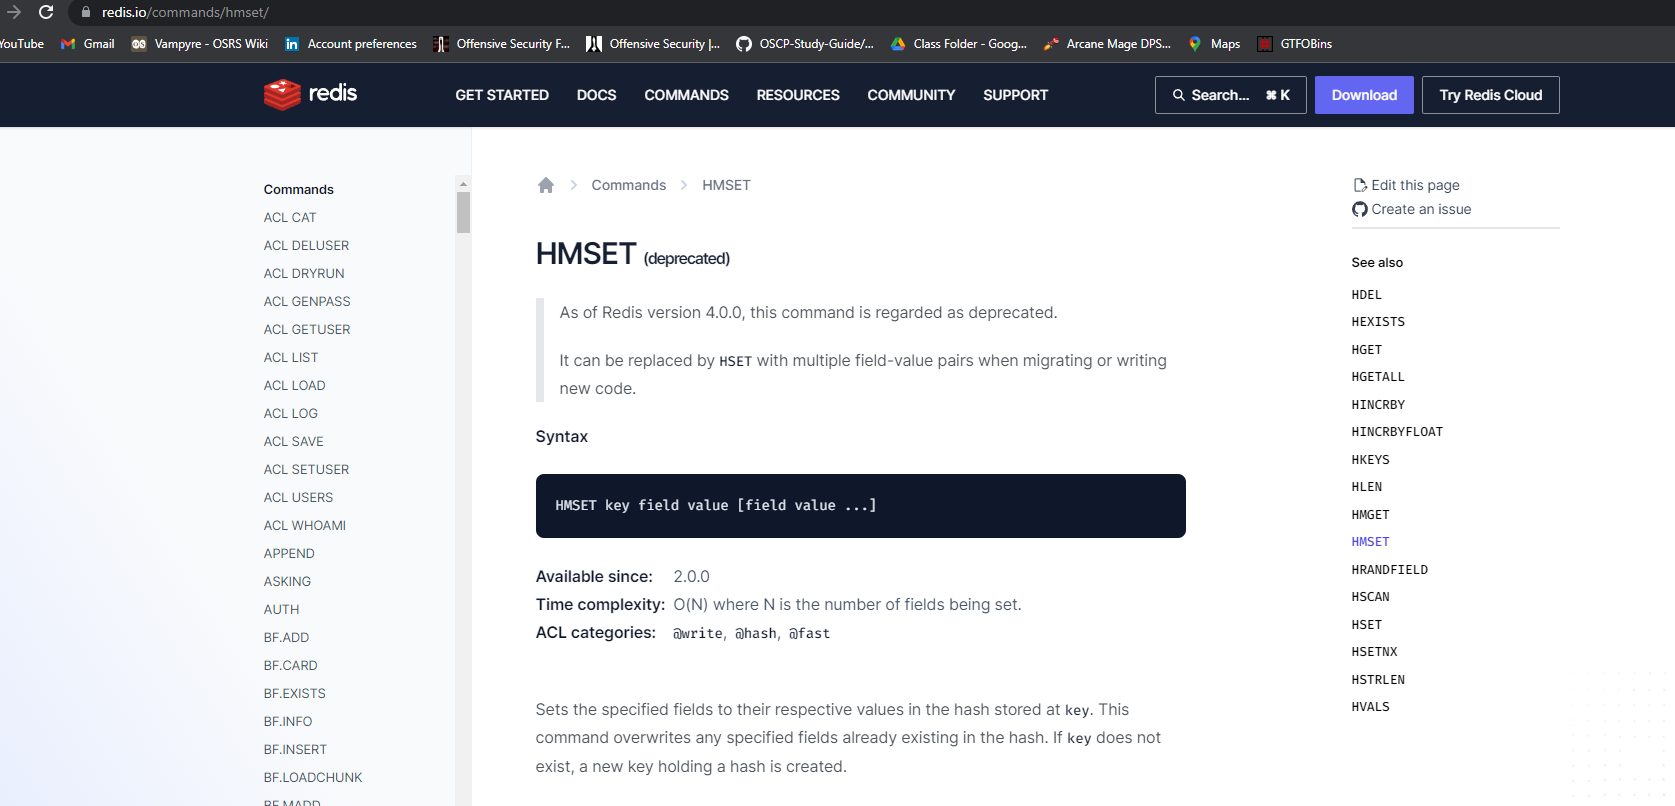 redis.io/commands/hmset/
YouTube Gmail Vampyre - OSRS Wiki Account preferences Offensive Security F... Offensive Security |... OSCP-Study-Guide/... Class Folder - Goog... Arcane Mage DPS... Maps GTFOBins
redis GET STARTED DOCS COMMANDS RESOURCES COMMUNITY SUPPORT Search... ⌘ K Download Try Redis Cloud
Commands
ACL CAT
ACL DELUSER
ACL DRYRUN
ACL GENPASS
ACL GETUSER
ACL LIST
ACL LOAD
ACL LOG
ACL SAVE
ACL SETUSER
ACL USERS
ACL WHOAMI
APPEND
ASKING
AUTH
BF.ADD
BF.CARD
BF.EXISTS
BF.INFO
BF.INSERT
BF.LOADCHUNK
BF.MADD
Commands HMSET
HMSET (deprecated)
As of Redis version 4.0.0, this command is regarded as deprecated.
It can be replaced by HSET with multiple field-value pairs when migrating or writing
new code.
Syntax
HMSET key field value [field value ...]
Available since: 2.0.0
Time complexity: O(N) where N is the number of fields being set.
ACL categories: @write, @hash, @fast
Sets the specified fields to their respective values in the hash stored at key. This
command overwrites any specified fields already existing in the hash. If key does not
exist, a new key holding a hash is created.
Edit this page
Create an issue
See also
HDEL
HEXISTS
HGET
HGETALL
HINCRBY
HINCRBYFLOAT
HKEYS
HLEN
HMGET
HMSET
HRANDFIELD
HSCAN
HSET
HSETNX
HSTRLEN
HVALS